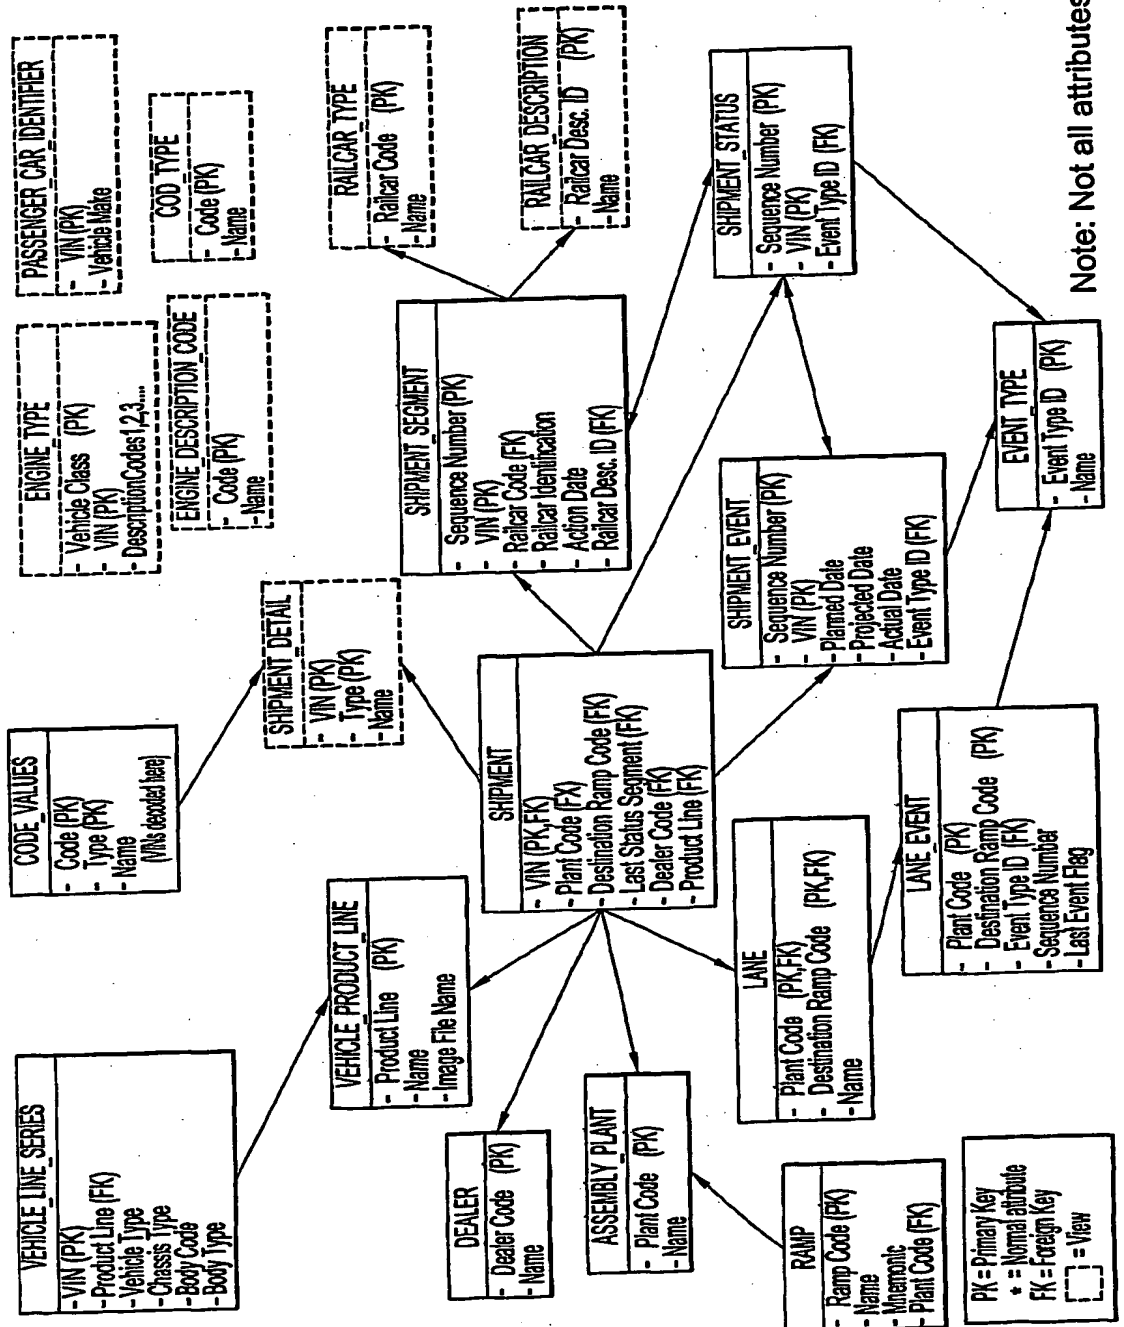 VEHICLE LINE SERIES
- VIN (PK)
- Product Line (FK)
- Vehicle Type
- Chassis Type
- Body Code
- Body Type
CODE VALUES
- Code (PK)
- Type (PK)
- Name
(VINs decoded here)
ENGINE TYPE
- Vehicle Class (PK)
- VIN (PK)
- DescriptionCodes1,2,3....
PASSENGER CAR IDENTIFIER
- VIN (PK)
- Vehicle Make
ENGINE DESCRIPTION CODE
- Code (PK)
- Name
COD TYPE
- Code (PK)
- Name
SHIPMENT DETAIL
- VIN (PK)
- Type (PK)
- Name
VEHICLE PRODUCT LINE
- Product Line (PK)
- Name
- Image File Name
RAILCAR TYPE
- Railcar Code (PK)
- Name
SHIPMENT SEGMENT
- Sequence Number (PK)
- VIN (PK)
- Railcar Code (FK)
- Railcar Identification
- Action Date
- Railcar Desc. ID (FK)
RAILCAR DESCRIPTION
- Railcar Desc. ID (PK)
- Name
DEALER
- Dealer Code (PK)
- Name
SHIPMENT
- VIN (PK,FK)
- Plant Code (FX)
- Destination Ramp Code (FK)
- Last Status Segment (FK)
- Dealer Code (FK)
- Product Line (FK)
ASSEMBLY PLANT
- Plant Code (PK)
- Name
SHIPMENT STATUS
- Sequence Number (PK)
- VIN (PK)
- Event Type ID (FK)
SHIPMENT EVENT
- Sequence Number (PK)
- VIN (PK)
- Planned Date
- Projected Date
- Actual Date
- Event Type ID (FK)
LANE
- Plant Code (PK,FK)
- Destination Ramp Code (PK,FK)
- Name
RAMP
- Ramp Code (PK)
- Name
- Mnemonic
- Plant Code (FK)
LANE EVENT
- Plant Code (PK)
- Destination Ramp Code (PK)
- Event Type ID (FK)
- Sequence Number
- Last Event Flag
EVENT TYPE
- Event Type ID (PK)
- Name
PK = Primary Key
* = Normal attribute
FK = Foreign Key
= View
Note: Not all attributes